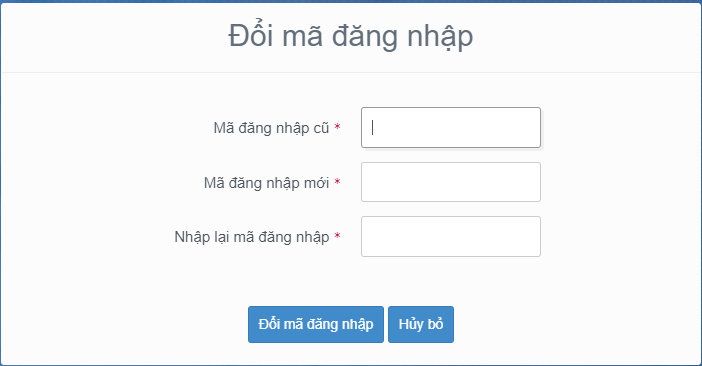 Đổi mã đăng nhập
Mã đăng nhập cũ *
Mã đăng nhập mới *
Nhập lại mã đăng nhập *
Đổi mã đăng nhập Hủy bỏ